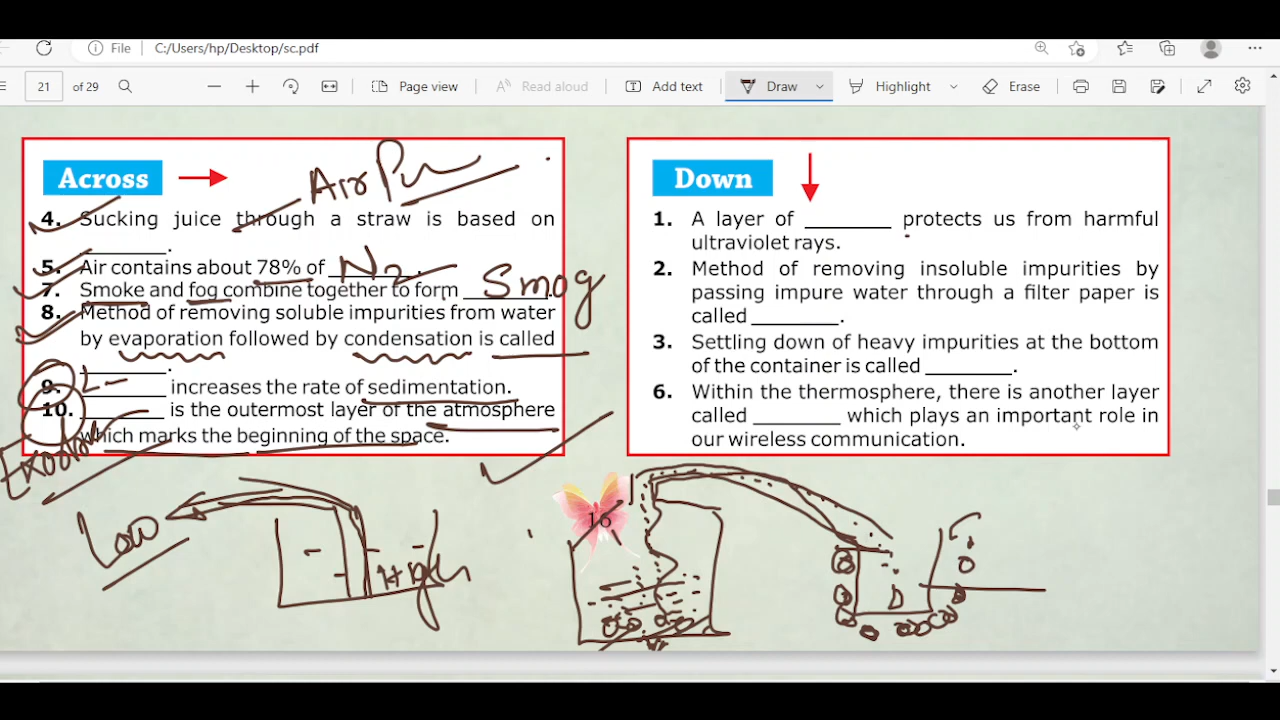 File C:/Users/hp/Desktop/sc.pdf
21 of 29 Page view Read aloud Add text Draw Highlight Erase
Across
Air Pr
4. Sucking juice through a straw is based on
________.
5. Air contains about 78% of ________. N2
7. Smoke and fog combine together to form ________. Smog
8. Method of removing soluble impurities from water
by evaporation followed by condensation is called
________.
9. ________ increases the rate of sedimentation.
10. ________ is the outermost layer of the atmosphere
which marks the beginning of the space.
Low
High
16
Down
1. A layer of ________ protects us from harmful
ultraviolet rays.
2. Method of removing insoluble impurities by
passing impure water through a filter paper is
called ________.
3. Settling down of heavy impurities at the bottom
of the container is called ________.
6. Within the thermosphere, there is another layer
called ________ which plays an important role in
our wireless communication.